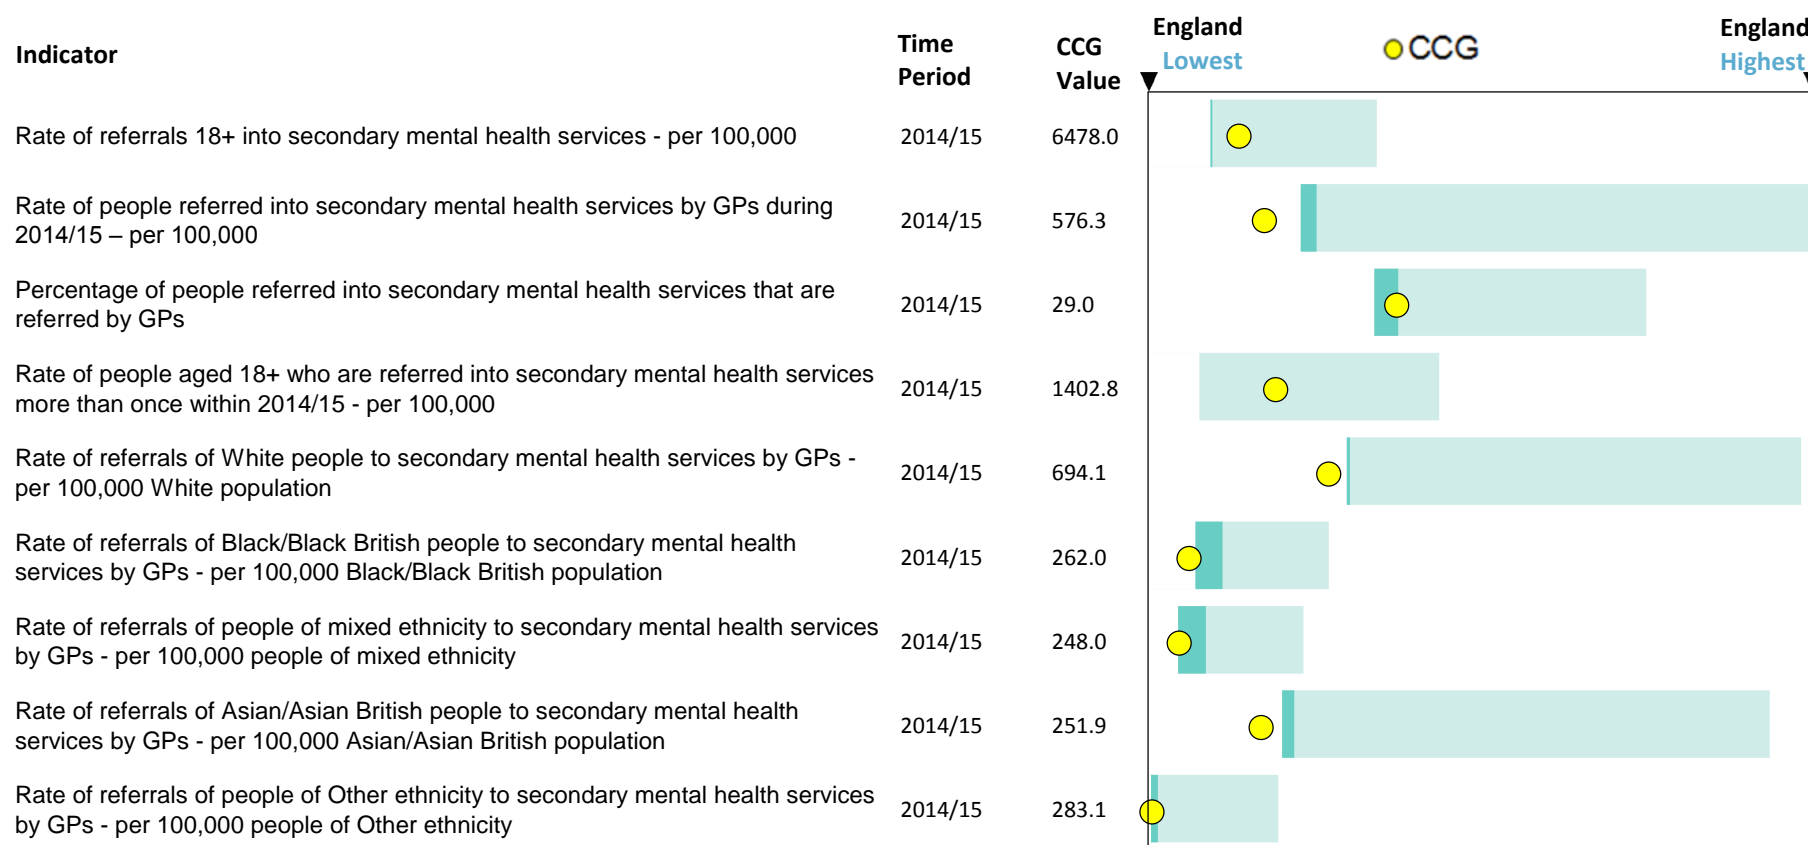 Indicator
Time Period
CCG Value
England Lowest
CCG
England Highest
Rate of referrals 18+ into secondary mental health services - per 100,000
2014/15
6478.0
Rate of people referred into secondary mental health services by GPs during
2014/15 – per 100,000
2014/15
576.3
Percentage of people referred into secondary mental health services that are
referred by GPs
2014/15
29.0
Rate of people aged 18+ who are referred into secondary mental health services
more than once within 2014/15 - per 100,000
2014/15
1402.8
Rate of referrals of White people to secondary mental health services by GPs -
per 100,000 White population
2014/15
694.1
Rate of referrals of Black/Black British people to secondary mental health
services by GPs - per 100,000 Black/Black British population
2014/15
262.0
Rate of referrals of people of mixed ethnicity to secondary mental health services
by GPs - per 100,000 people of mixed ethnicity
2014/15
248.0
Rate of referrals of Asian/Asian British people to secondary mental health
services by GPs - per 100,000 Asian/Asian British population
2014/15
251.9
Rate of referrals of people of Other ethnicity to secondary mental health services
by GPs - per 100,000 people of Other ethnicity
2014/15
283.1